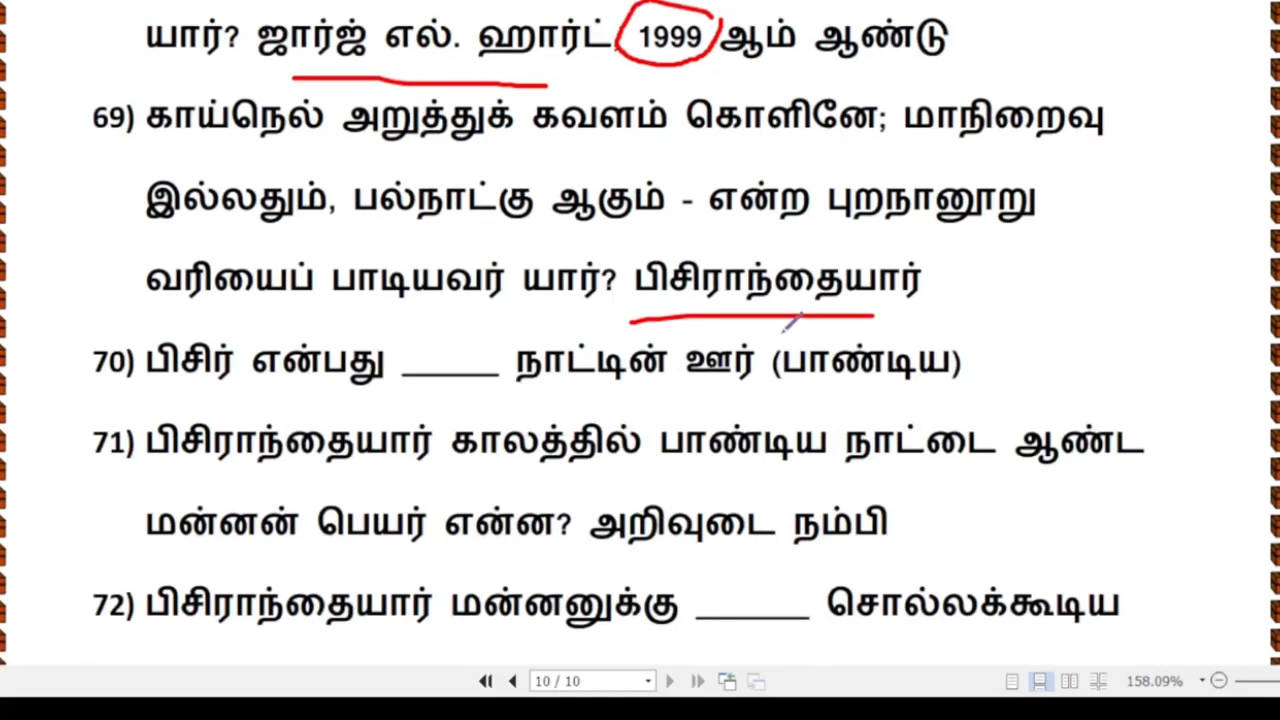 யார்? ஜார்ஜ் எல். ஹார்ட், 1999 ஆம் ஆண்டு
69) காய்நெல் அறுத்துக் கவளம் கொளினே; மாநிறைவு
இல்லதும், பல்நாட்கு ஆகும் - என்ற புறநானூறு
வரியைப் பாடியவர் யார்? பிசிராந்தையார்
70) பிசிர் என்பது _____ நாட்டின் ஊர் (பாண்டிய)
71) பிசிராந்தையார் காலத்தில் பாண்டிய நாட்டை ஆண்ட
மன்னன் பெயர் என்ன? அறிவுடை நம்பி
72) பிசிராந்தையார் மன்னனுக்கு ______ சொல்லக்கூடிய
10 / 10 158.09%